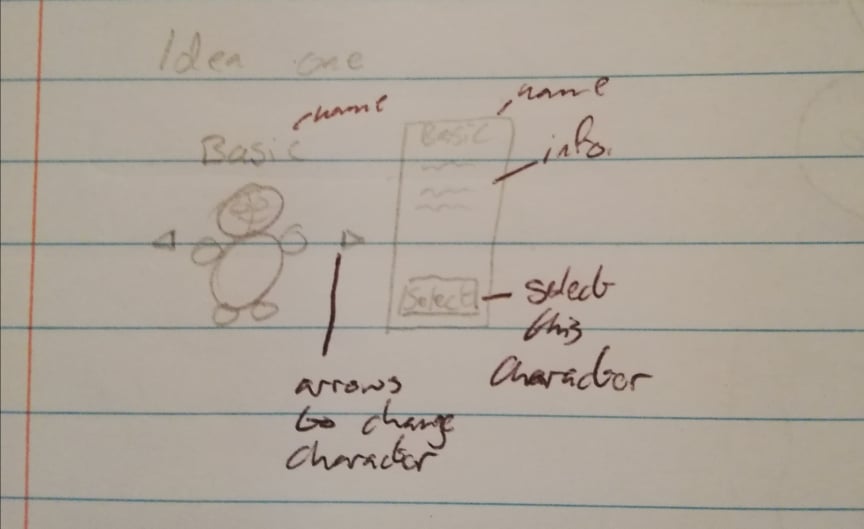 Idea one
name
name
Basic
Basic
info.
Select
select
this
character
arrows
to change
character